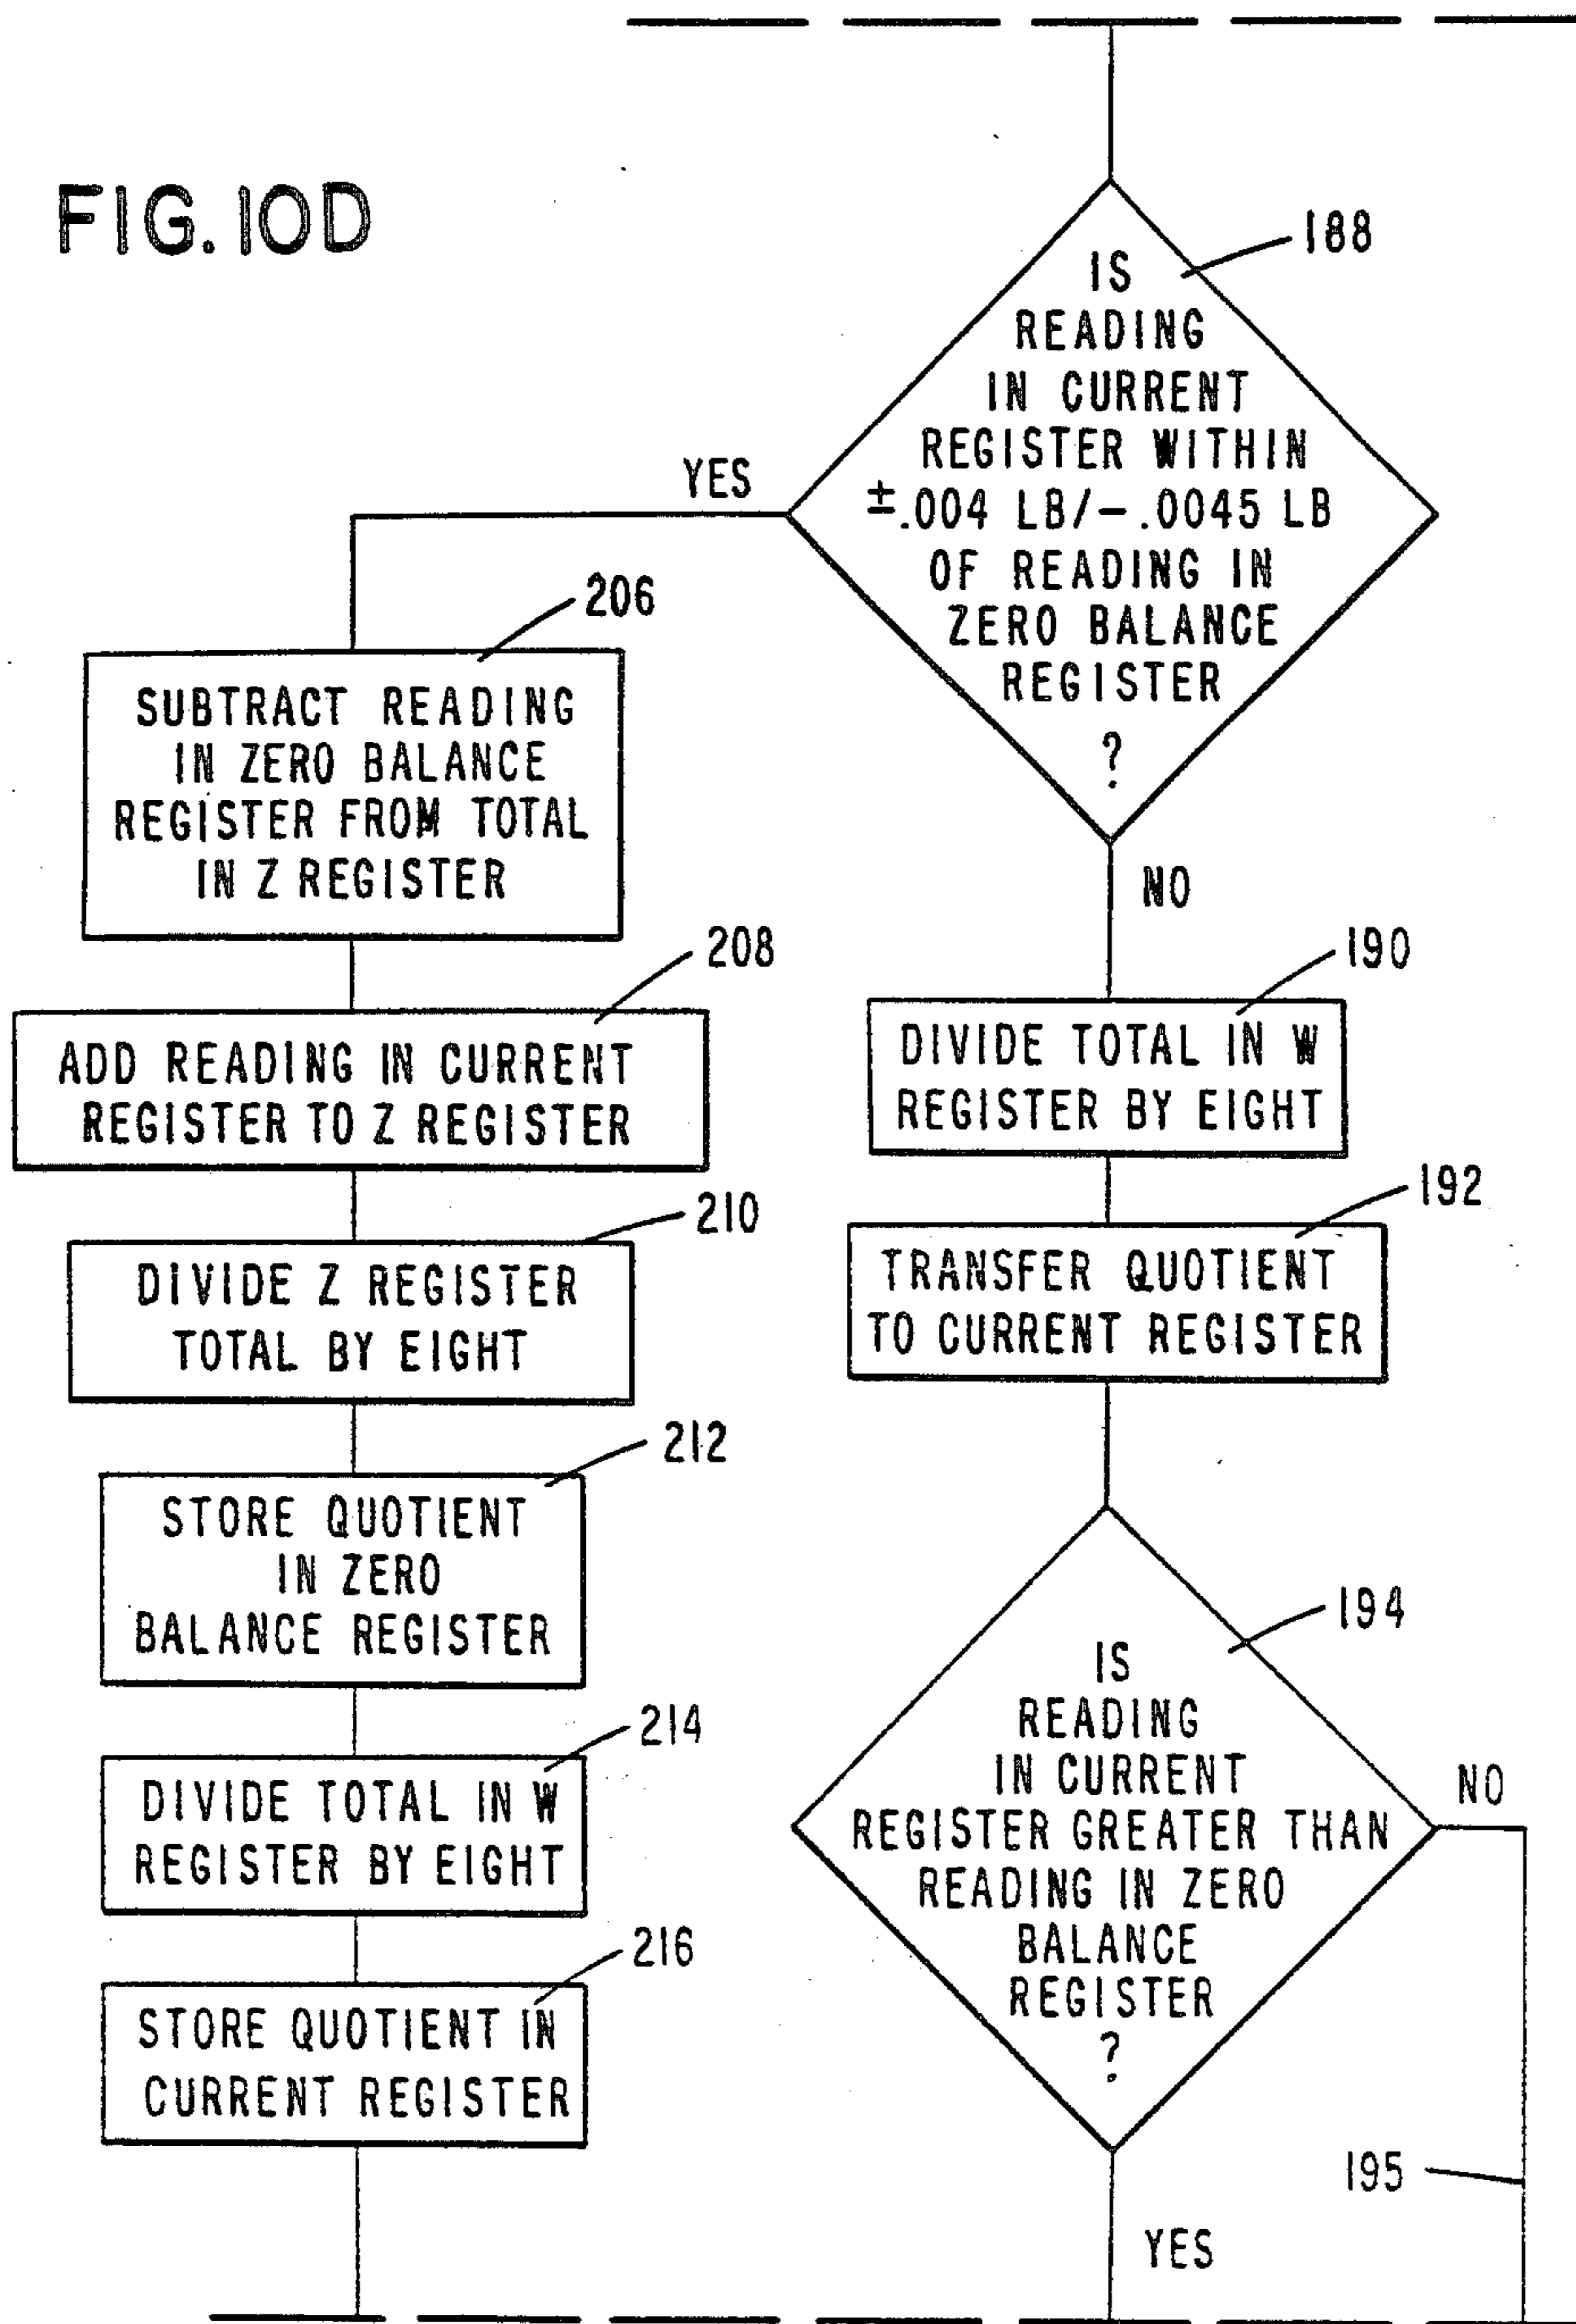 FIG. 10D
188
IS
READING
IN CURRENT
REGISTER WITHIN
±.004 LB/-.0045 LB
OF READING IN
ZERO BALANCE
REGISTER
?
YES
NO
206
SUBTRACT READING
IN ZERO BALANCE
REGISTER FROM TOTAL
IN Z REGISTER
208
ADD READING IN CURRENT
REGISTER TO Z REGISTER
210
DIVIDE Z REGISTER
TOTAL BY EIGHT
212
STORE QUOTIENT
IN ZERO
BALANCE REGISTER
214
DIVIDE TOTAL IN W
REGISTER BY EIGHT
216
STORE QUOTIENT IN
CURRENT REGISTER
190
DIVIDE TOTAL IN W
REGISTER BY EIGHT
192
TRANSFER QUOTIENT
TO CURRENT REGISTER
194
IS
READING
IN CURRENT
REGISTER GREATER THAN
READING IN ZERO
BALANCE
REGISTER
?
NO
195
YES